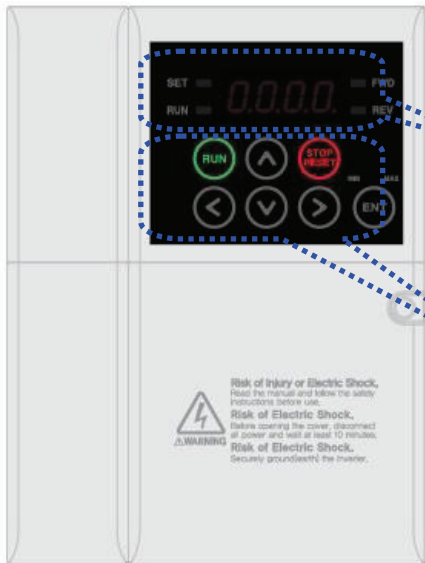 SET
FWD
0.0.0.0.
RUN
REV
RUN
STOP
RESET
MIN
MAX
ENT
WARNING
Risk of Injury or Electric Shock.
Read the manual and follow the safety
instructions before use.
Risk of Electric Shock.
Before opening the cover, disconnect
all power and wait at least 10 minutes.
Risk of Electric Shock.
Securely ground(earth) the inverter.